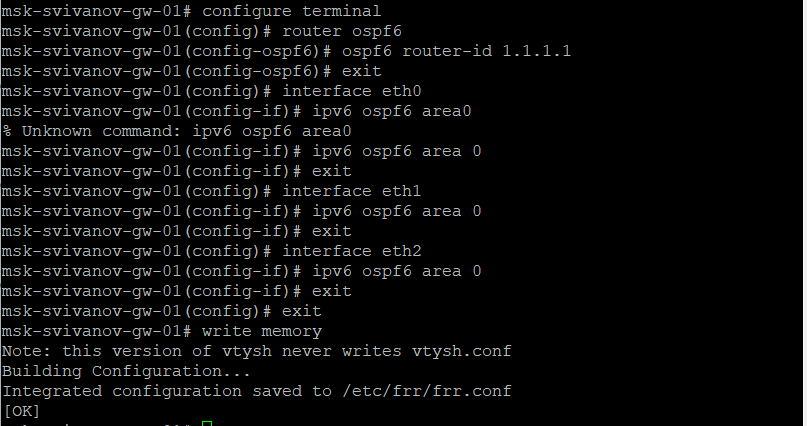 msk-svivanov-gw-01# configure terminal
msk-svivanov-gw-01(config)# router ospf6
msk-svivanov-gw-01(config-ospf6)# ospf6 router-id 1.1.1.1
msk-svivanov-gw-01(config-ospf6)# exit
msk-svivanov-gw-01(config)# interface eth0
msk-svivanov-gw-01(config-if)# ipv6 ospf6 area0
% Unknown command: ipv6 ospf6 area0
msk-svivanov-gw-01(config-if)# ipv6 ospf6 area 0
msk-svivanov-gw-01(config-if)# exit
msk-svivanov-gw-01(config)# interface eth1
msk-svivanov-gw-01(config-if)# ipv6 ospf6 area 0
msk-svivanov-gw-01(config-if)# exit
msk-svivanov-gw-01(config)# interface eth2
msk-svivanov-gw-01(config-if)# ipv6 ospf6 area 0
msk-svivanov-gw-01(config-if)# exit
msk-svivanov-gw-01(config)# exit
msk-svivanov-gw-01# write memory
Note: this version of vtysh never writes vtysh.conf
Building Configuration...
Integrated configuration saved to /etc/frr/frr.conf
[OK]